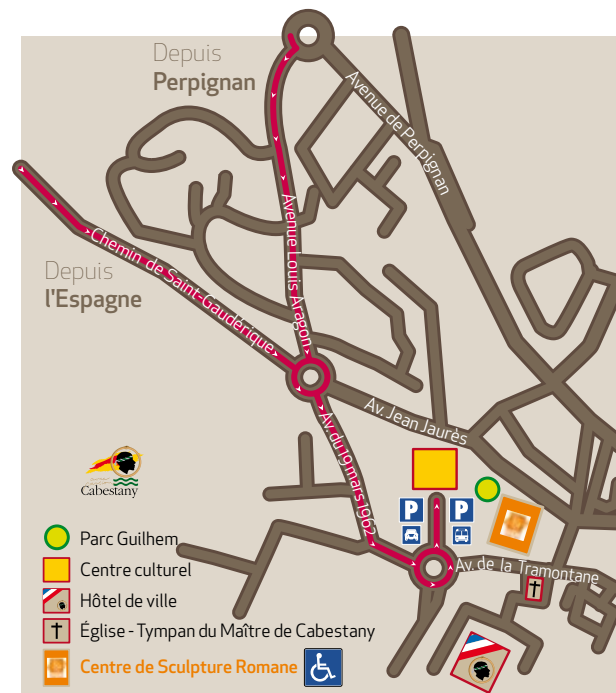 Depuis
Perpignan
Avenue de Perpignan
Avenue Louis Aragon
Chemin de Saint-Gaudérique
Depuis
l'Espagne
Av. Jean Jaurès
Av. du 19 mars 1962
Cabestany
P
P
Av. de la Tramontane
Parc Guilhem
Centre culturel
Hôtel de ville
Église - Tympan du Maître de Cabestany
Centre de Sculpture Romane